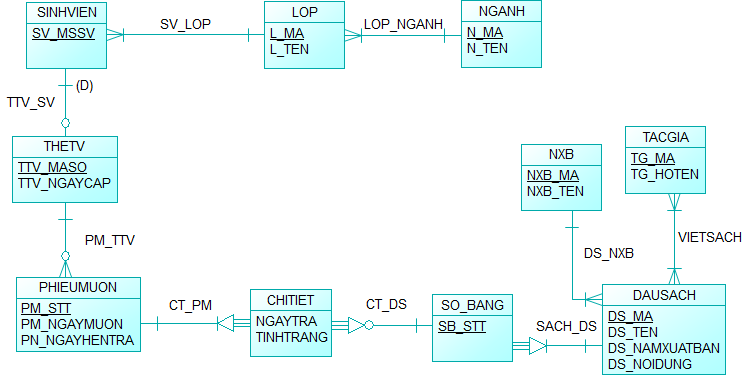 SINHVIEN
SV_MSSV
SV_LOP
LOP
L_MA
L_TEN
LOP_NGANH
NGANH
N_MA
N_TEN
(D)
TTV_SV
THETV
TTV_MASO
TTV_NGAYCAP
NXB
NXB_MA
NXB_TEN
TACGIA
TG_MA
TG_HOTEN
PM_TTV
DS_NXB
VIETSACH
PHIEUMUON
PM_STT
PM_NGAYMUON
PN_NGAYHENTRA
CT_PM
CHITIET
NGAYTRA
TINHTRANG
CT_DS
SO_BANG
SB_STT
SACH_DS
DAUSACH
DS_MA
DS_TEN
DS_NAMXUATBAN
DS_NOIDUNG